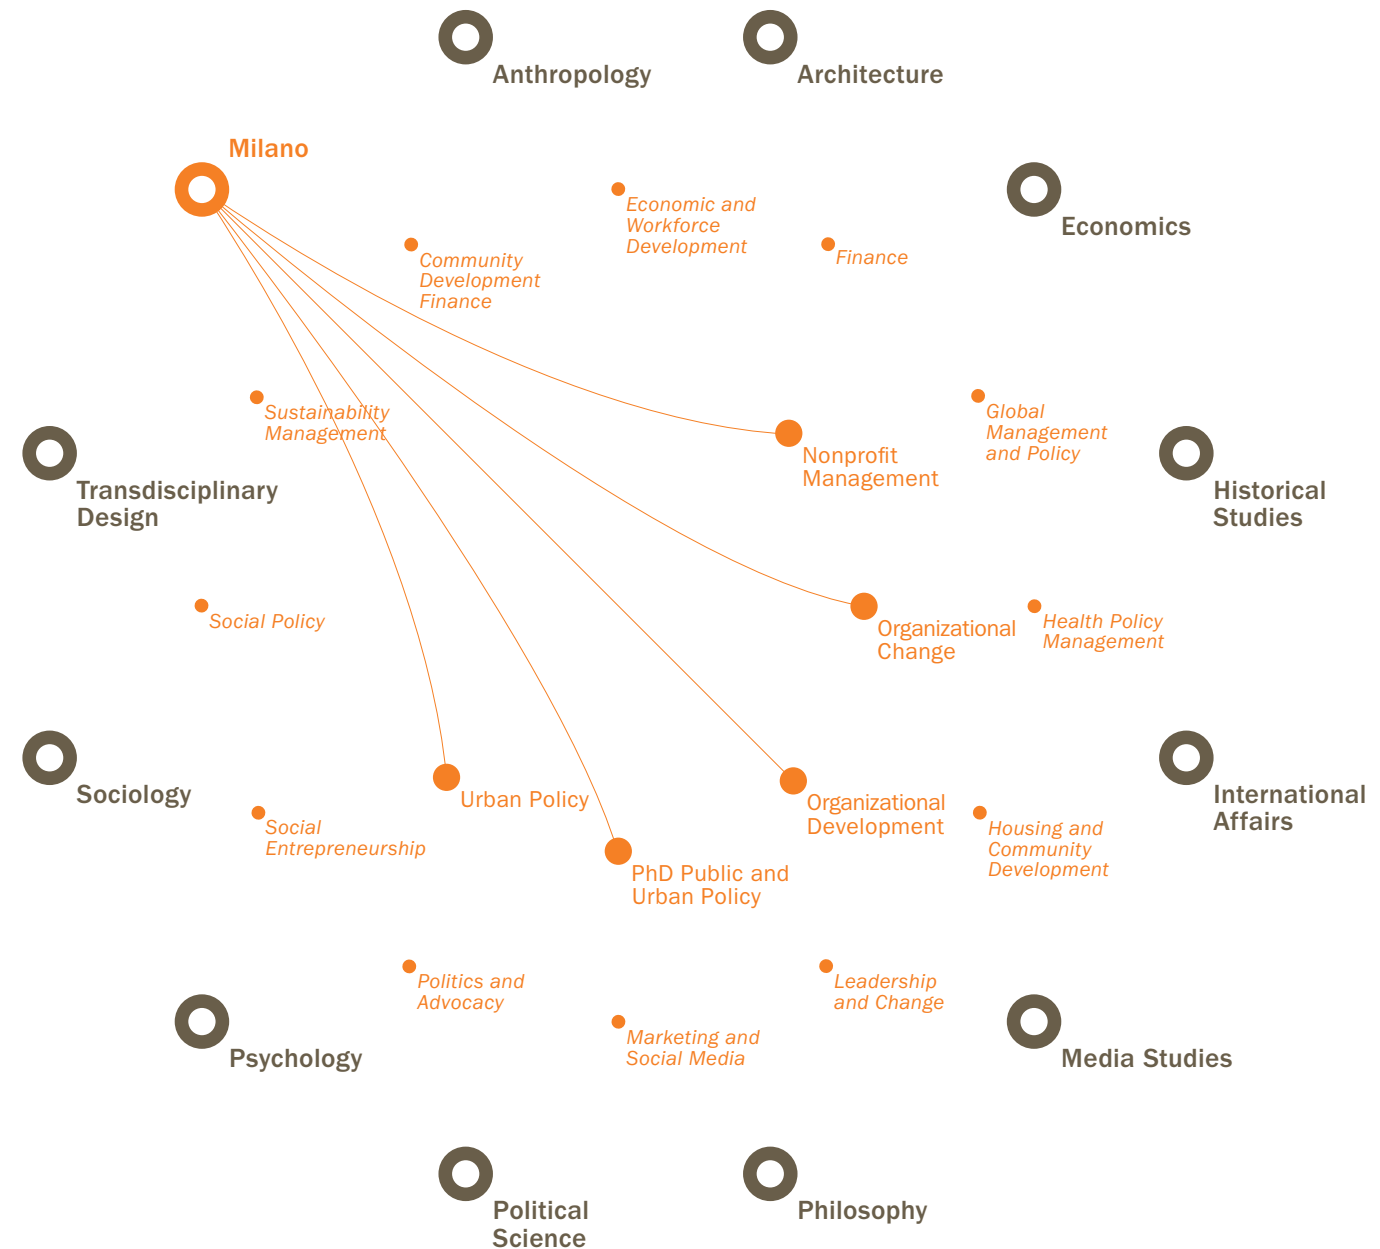 Anthropology
Architecture
Milano
Economic and
Workforce
Development
Economics
Community
Development
Finance
Finance
Sustainability
Management
Global
Management
and Policy
Nonprofit
Management
Transdisciplinary
Design
Historical
Studies
Social Policy
Organizational
Change
Health Policy
Management
Sociology
Urban Policy
Organizational
Development
International
Affairs
Social
Entrepreneurship
Housing and
Community
Development
PhD Public and
Urban Policy
Politics and
Advocacy
Leadership
and Change
Marketing and
Social Media
Psychology
Media Studies
Political
Science
Philosophy